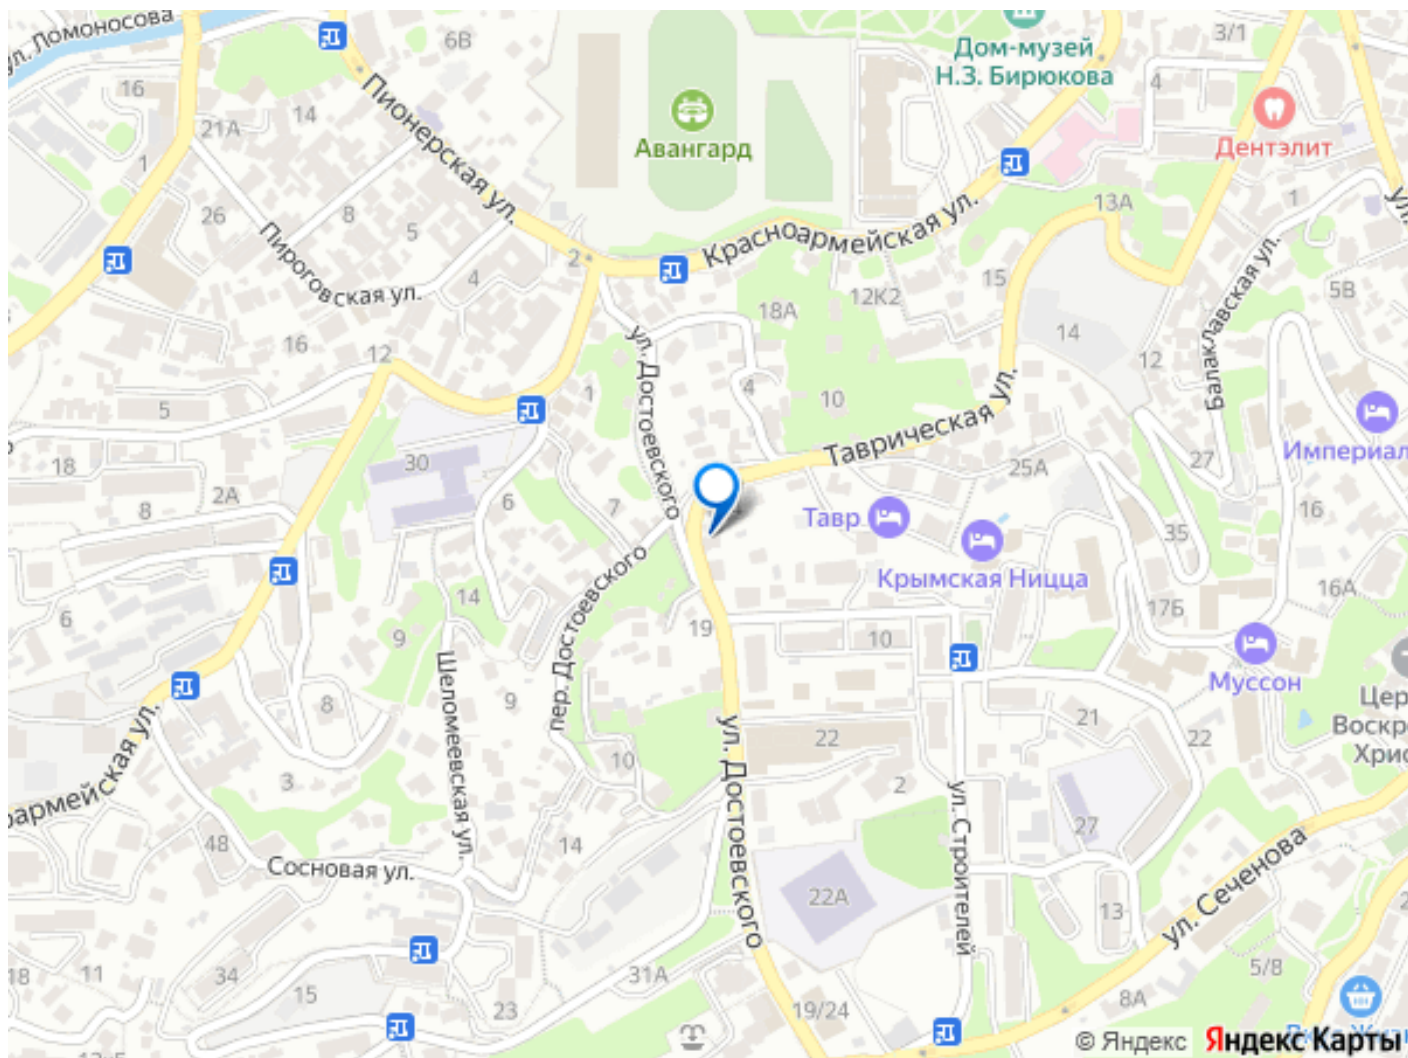 ул. Ломоносова
6В
Дом-музей
Н.З. Бирюкова
3/1
4
16
14
21А
1
Пионерская ул.
Авангард
Дентэлит
13А
1
26
8
5
Пироговская ул.
2
4
Красноармейская ул.
15
12К2
18А
14
5В
Балаклавская ул.
16
12
ул. Достоевского
12
1
4
10
5
Таврическая ул.
Империал
18
30
25А
27
2А
8
6
7
Тавр
16
35
Крымская Ницца
пер. Достоевского
14
16А
17Б
6
9
19
10
Шеломеевская ул.
Муссон
9
8
21
22
22
10
ул. Достоевского
3
2
ул. Строителей
27
48
14
Сосновая ул.
22А
13
ул. Сеченова
11
34
31А
5/8
18
15
23
19/24
8А
© Яндекс
Яндекс Карты